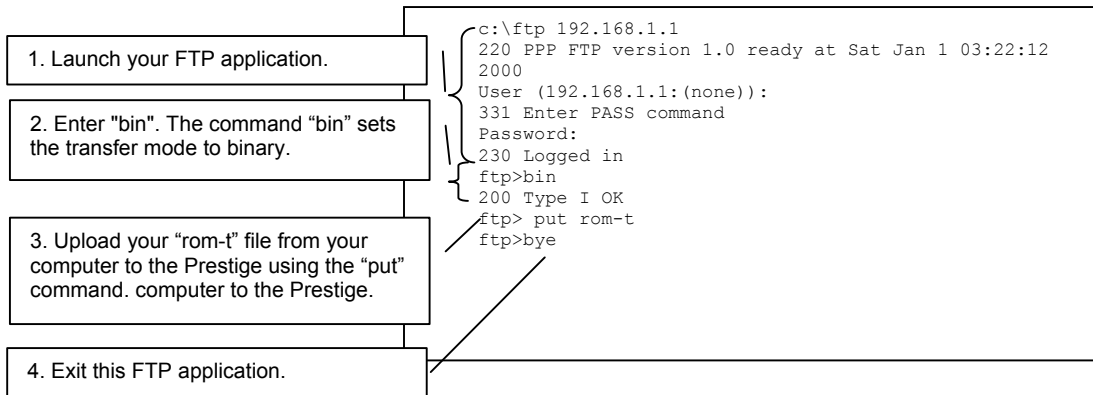 1. Launch your FTP application.
2. Enter "bin". The command “bin” sets
the transfer mode to binary.
3. Upload your “rom-t” file from your
computer to the Prestige using the “put”
command. computer to the Prestige.
4. Exit this FTP application.
c:\ftp 192.168.1.1
220 PPP FTP version 1.0 ready at Sat Jan 1 03:22:12
2000
User (192.168.1.1:(none)):
331 Enter PASS command
Password:
230 Logged in
ftp>bin
200 Type I OK
ftp> put rom-t
ftp>bye